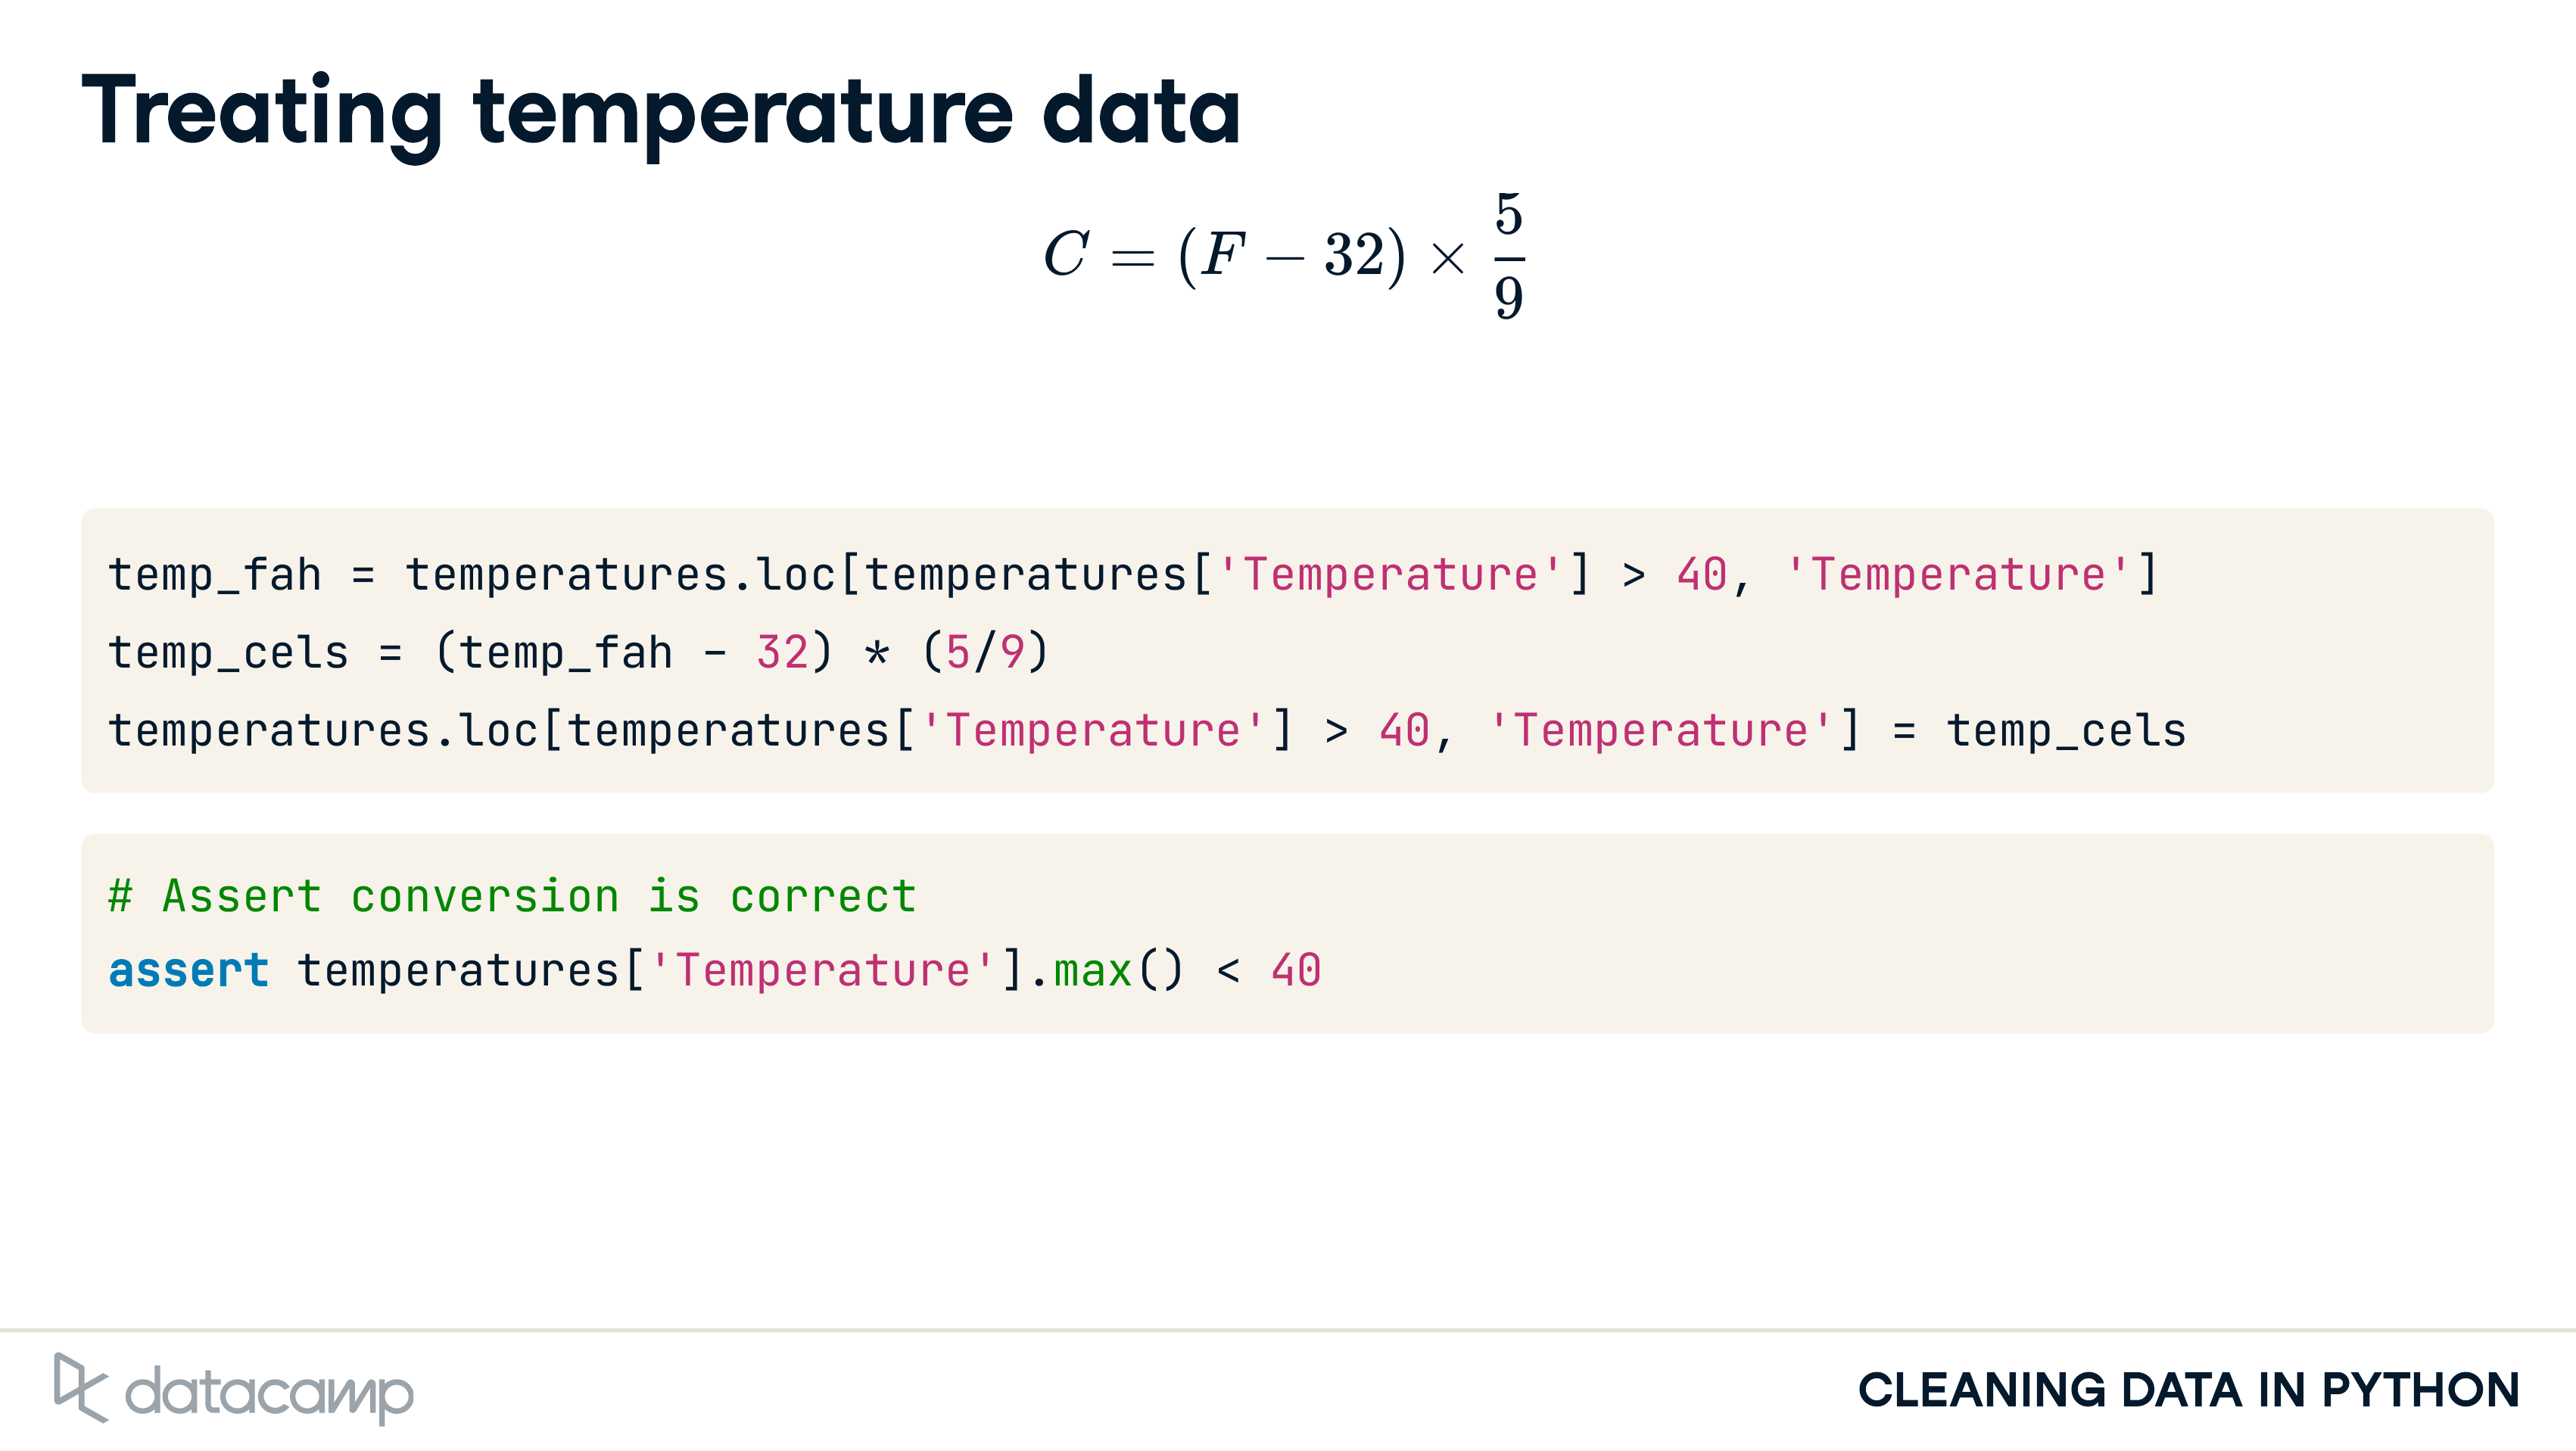 Treating temperature data
C = (F − 32) × 5/9
temp_fah = temperatures.loc[temperatures['Temperature'] > 40, 'Temperature']
temp_cels = (temp_fah - 32) * (5/9)
temperatures.loc[temperatures['Temperature'] > 40, 'Temperature'] = temp_cels
# Assert conversion is correct
assert temperatures['Temperature'].max() < 40
datacamp
CLEANING DATA IN PYTHON